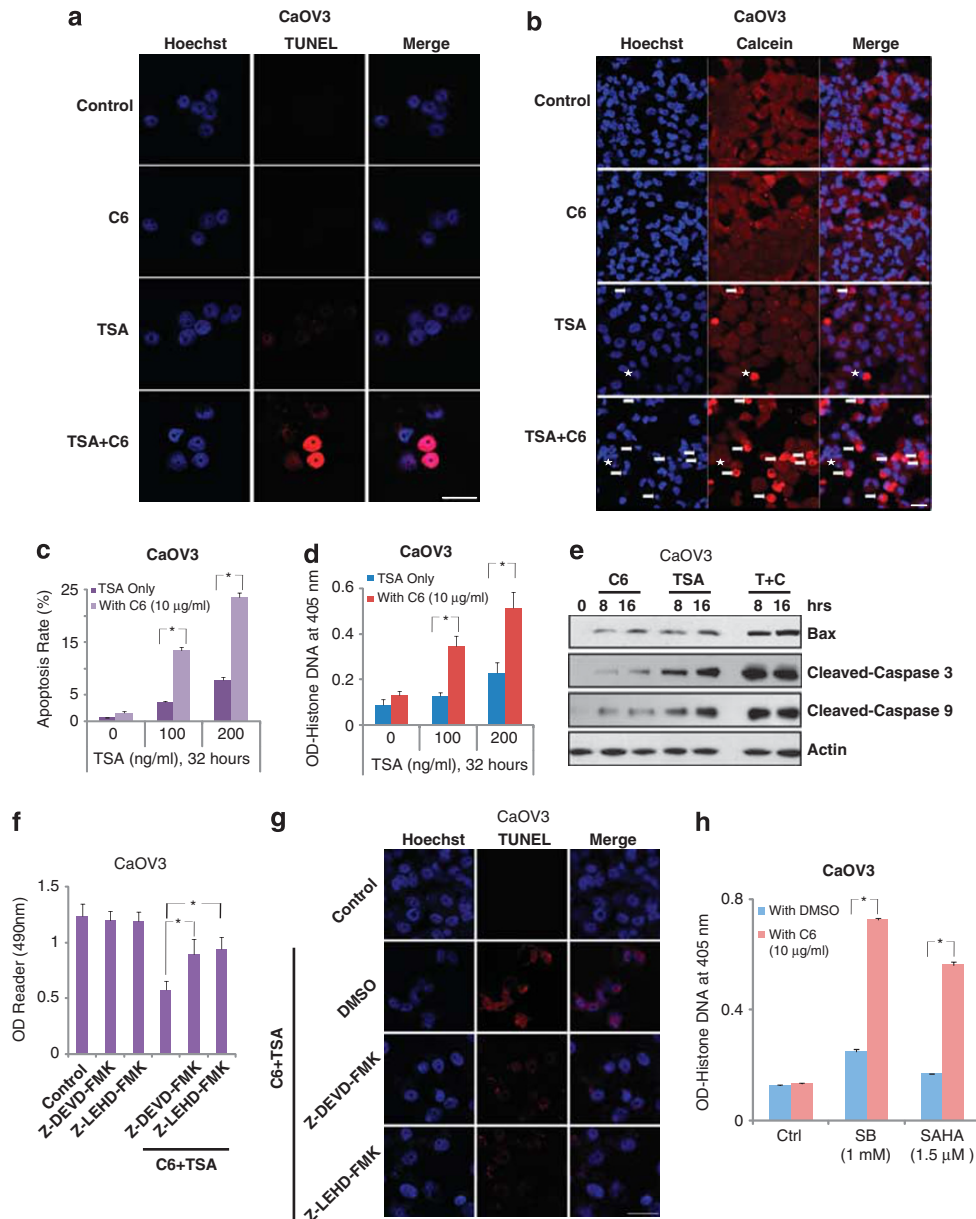 a
CaOV3
Hoechst TUNEL Merge
Control
C6
TSA
TSA+C6
b
CaOV3
Hoechst Calcein Merge
Control
C6
TSA
TSA+C6
c
CaOV3
TSA Only
With C6 (10 µg/ml)
*
*
Apoptosis Rate (%)
25
15
5
0
0 100 200
TSA (ng/ml), 32 hours
d
CaOV3
TSA Only
With C6 (10 µg/ml)
*
*
OD-Histone DNA at 405 nm
0.6
0.4
0.2
0
0 100 200
TSA (ng/ml), 32 hours
e
CaOV3
C6 TSA T+C
0 8 16 8 16 8 16 hrs
Bax
Cleaved-Caspase 3
Cleaved-Caspase 9
Actin
f
CaOV3
OD Reader (490nm)
1.5
1
0.5
0
*
*
Control
Z-DEVD-FMK
Z-LEHD-FMK
Z-DEVD-FMK
Z-LEHD-FMK
C6+TSA
g
CaOV3
Hoechst TUNEL Merge
Control
DMSO
Z-DEVD-FMK
Z-LEHD-FMK
C6+TSA
h
CaOV3
With DMSO
With C6
(10 µg/ml)
*
*
OD-Histone DNA at 405 nm
0.8
0.4
0
Ctrl SB SAHA
(1 mM) (1.5 µM )